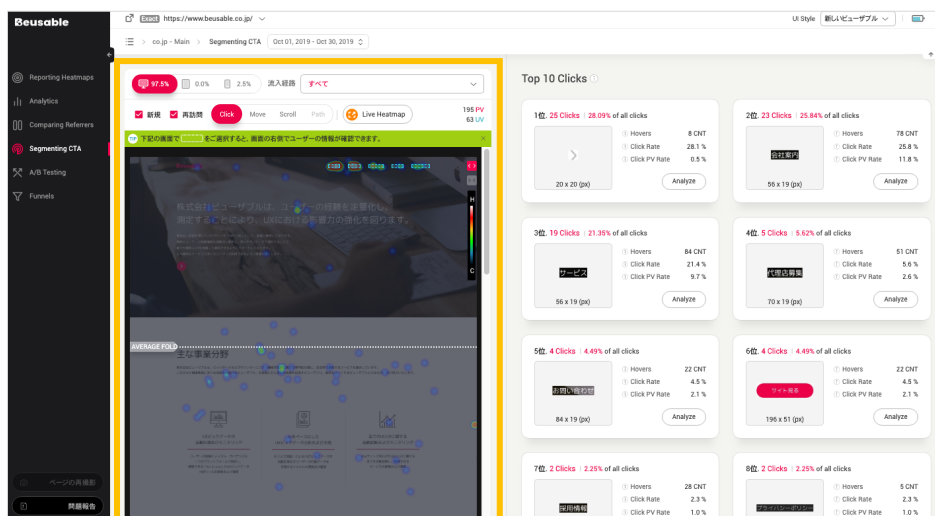 Beusable
Exact https://www.beusable.co.jp/
UI Style 新しいビューザブル
co.jp - Main > Segmenting CTA Oct 01, 2019 - Oct 30, 2019
Reporting Heatmaps
Analytics
Comparing Referrers
Segmenting CTA
A/B Testing
Funnels
ページの再撮影
問題報告
97.5% 0.0% 2.5% 流入経路 すべて
新規 再訪問 Click Move Scroll Path Live Heatmap
195 PV
63 UV
TIP 下記の画面で をご選択すると、画面の右側でユーザーの情報が確認できます。 ×
株式会社ビューザブルは、ユーザーの経験を定量化し、
測定することにより、UXにおける影響力の強化を図ります。
H
C
AVERAGE FOLD
主な事業分野
Top 10 Clicks
1位. 25 Clicks | 28.09% of all clicks
Hovers 8 CNT
Click Rate 28.1 %
Click PV Rate 0.5 %
20 x 20 (px)
Analyze
2位. 23 Clicks | 25.84% of all clicks
会社案内
Hovers 78 CNT
Click Rate 25.8 %
Click PV Rate 11.8 %
56 x 19 (px)
Analyze
3位. 19 Clicks | 21.35% of all clicks
サービス
Hovers 84 CNT
Click Rate 21.4 %
Click PV Rate 9.7 %
56 x 19 (px)
Analyze
4位. 5 Clicks | 5.62% of all clicks
代理店募集
Hovers 51 CNT
Click Rate 5.6 %
Click PV Rate 2.6 %
70 x 19 (px)
Analyze
5位. 4 Clicks | 4.49% of all clicks
お問い合わせ
Hovers 22 CNT
Click Rate 4.5 %
Click PV Rate 2.1 %
84 x 19 (px)
Analyze
6位. 4 Clicks | 4.49% of all clicks
サイト見る
Hovers 22 CNT
Click Rate 4.5 %
Click PV Rate 2.1 %
196 x 51 (px)
Analyze
7位. 2 Clicks | 2.25% of all clicks
採用情報
Hovers 28 CNT
Click Rate 2.3 %
Click PV Rate 1.0 %
8位. 2 Clicks | 2.25% of all clicks
プライバシーポリシー
Hovers 5 CNT
Click Rate 2.3 %
Click PV Rate 1.0 %